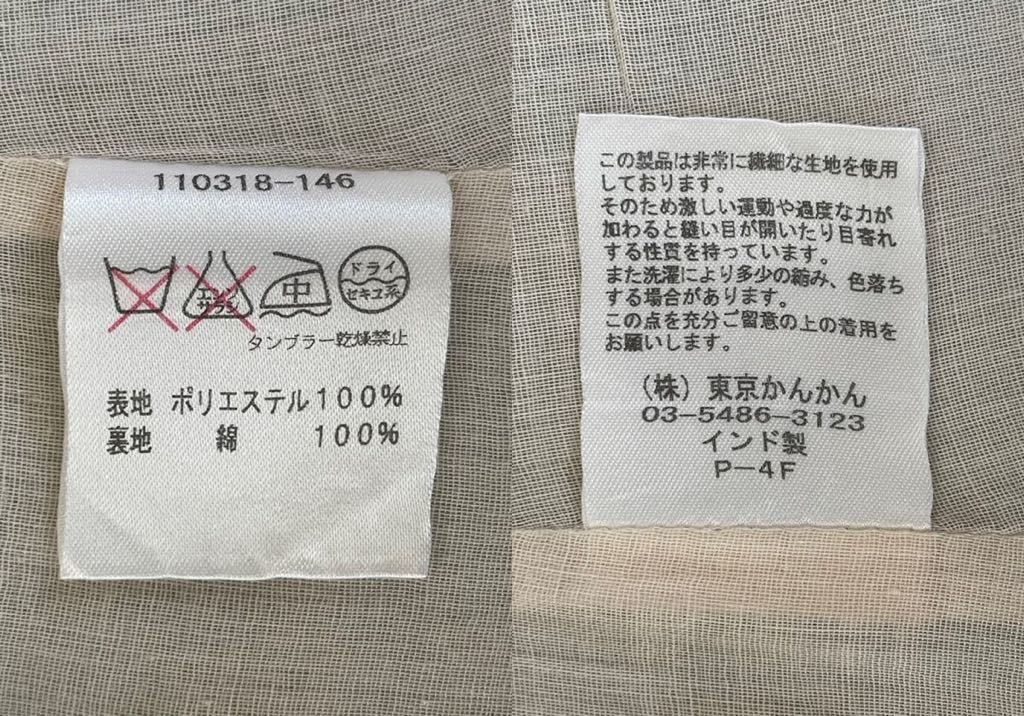 110318-146
エンソ
サラシ
中
ドライ
セキユ系
タンブラー乾燥禁止
表地 ポリエステル100%
裏地 綿 100%
この製品は非常に繊細な生地を使用
しております。
そのため激しい運動や過度な力が
加わると縫い目が開いたり目寄れ
する性質を持っています。
また洗濯により多少の縮み、色落ち
する場合があります。
この点を充分ご留意の上の着用を
お願いします。
(株)東京かんかん
03-5486-3123
インド製
P-4F